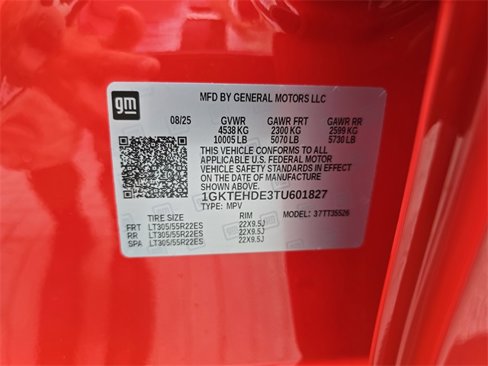 gm
MFD BY GENERAL MOTORS LLC
08/25 GVWR GAWR FRT GAWR RR
4538 KG 2300 KG 2599 KG
10005 LB 5070 LB 5730 LB
THIS VEHICLE CONFORMS TO ALL
APPLICABLE U.S. FEDERAL MOTOR
VEHICLE SAFETY STANDARDS IN EFFECT
ON THE DATE OF MANUFACTURE
SHOWN ABOVE.
1GKTEHDE3TU601827
TYPE: MPV
TIRE SIZE RIM MODEL: 37TT35526
FRT LT305/55R22ES 22X9.5J
RR LT305/55R22ES 22X9.5J
SPA LT305/55R22ES 22X9.5J